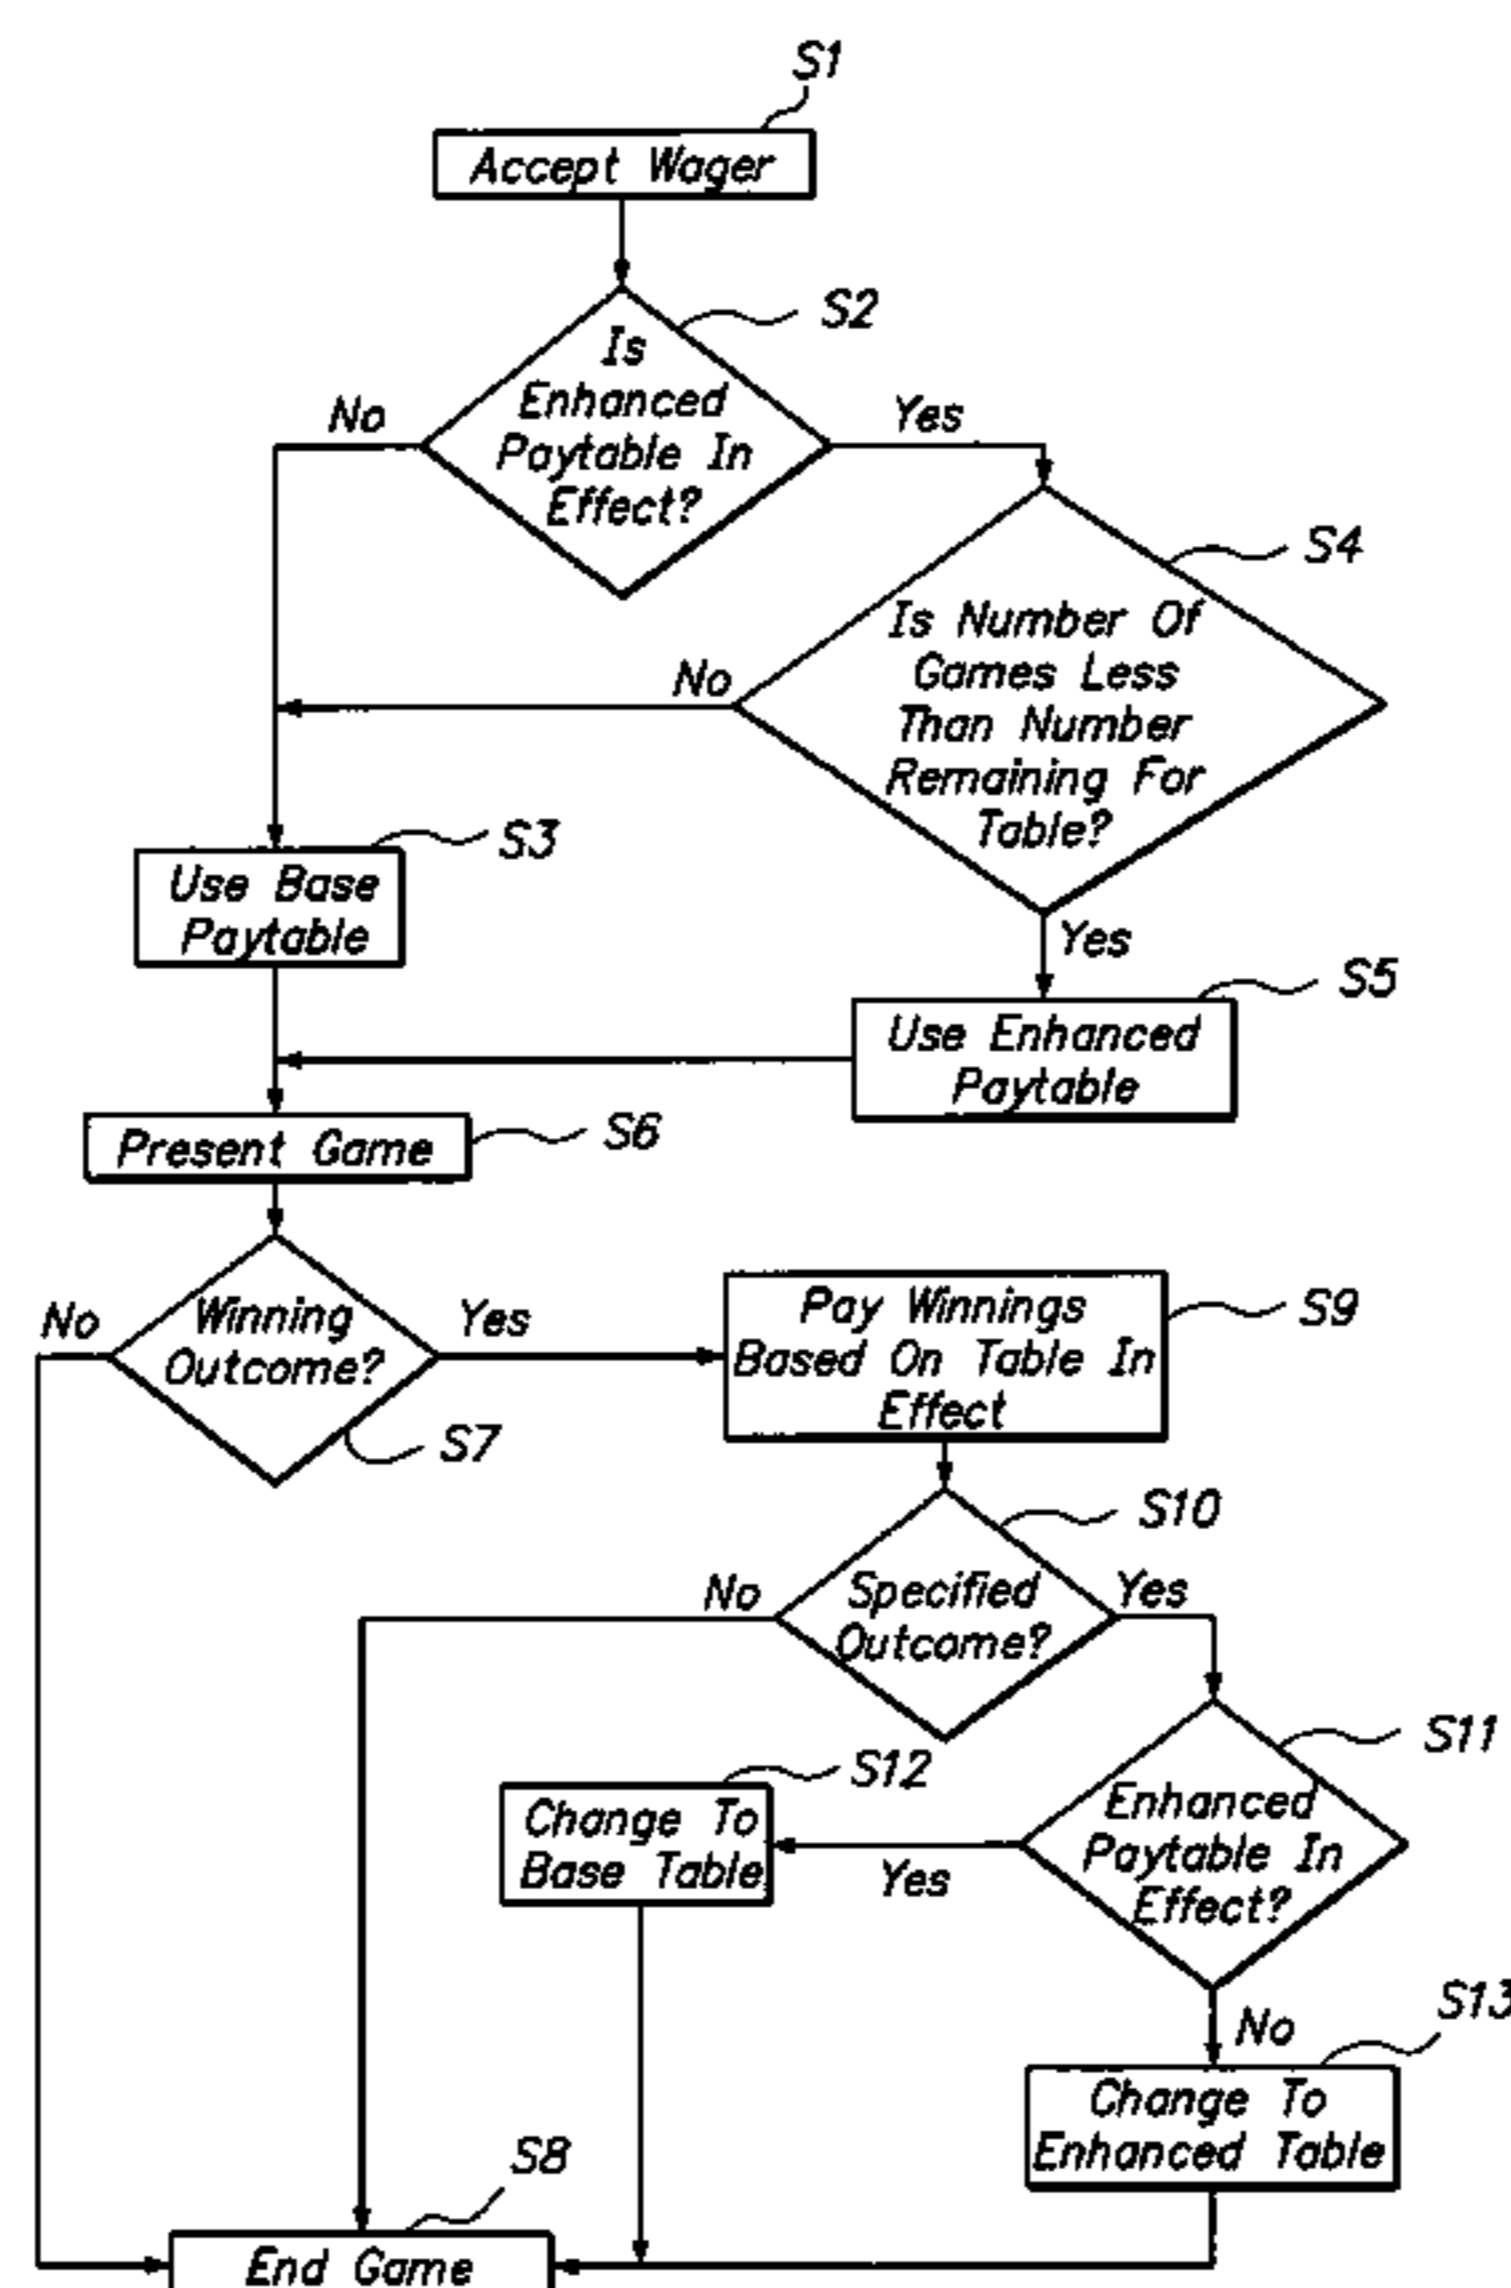 S1
Accept Wager
S2
Is
Enhanced
Paytable In
Effect?
No
Yes
S4
Is Number Of
Games Less
Than Number
Remaining For
Table?
No
Yes
S3
Use Base
Paytable
S5
Use Enhanced
Paytable
S6
Present Game
Winning
Outcome?
No
Yes
S7
S9
Pay Winnings
Based On Table In
Effect
S10
Specified
Outcome?
No
Yes
S11
Enhanced
Paytable In
Effect?
Yes
No
S12
Change To
Base Table
S13
Change To
Enhanced Table
S8
End Game